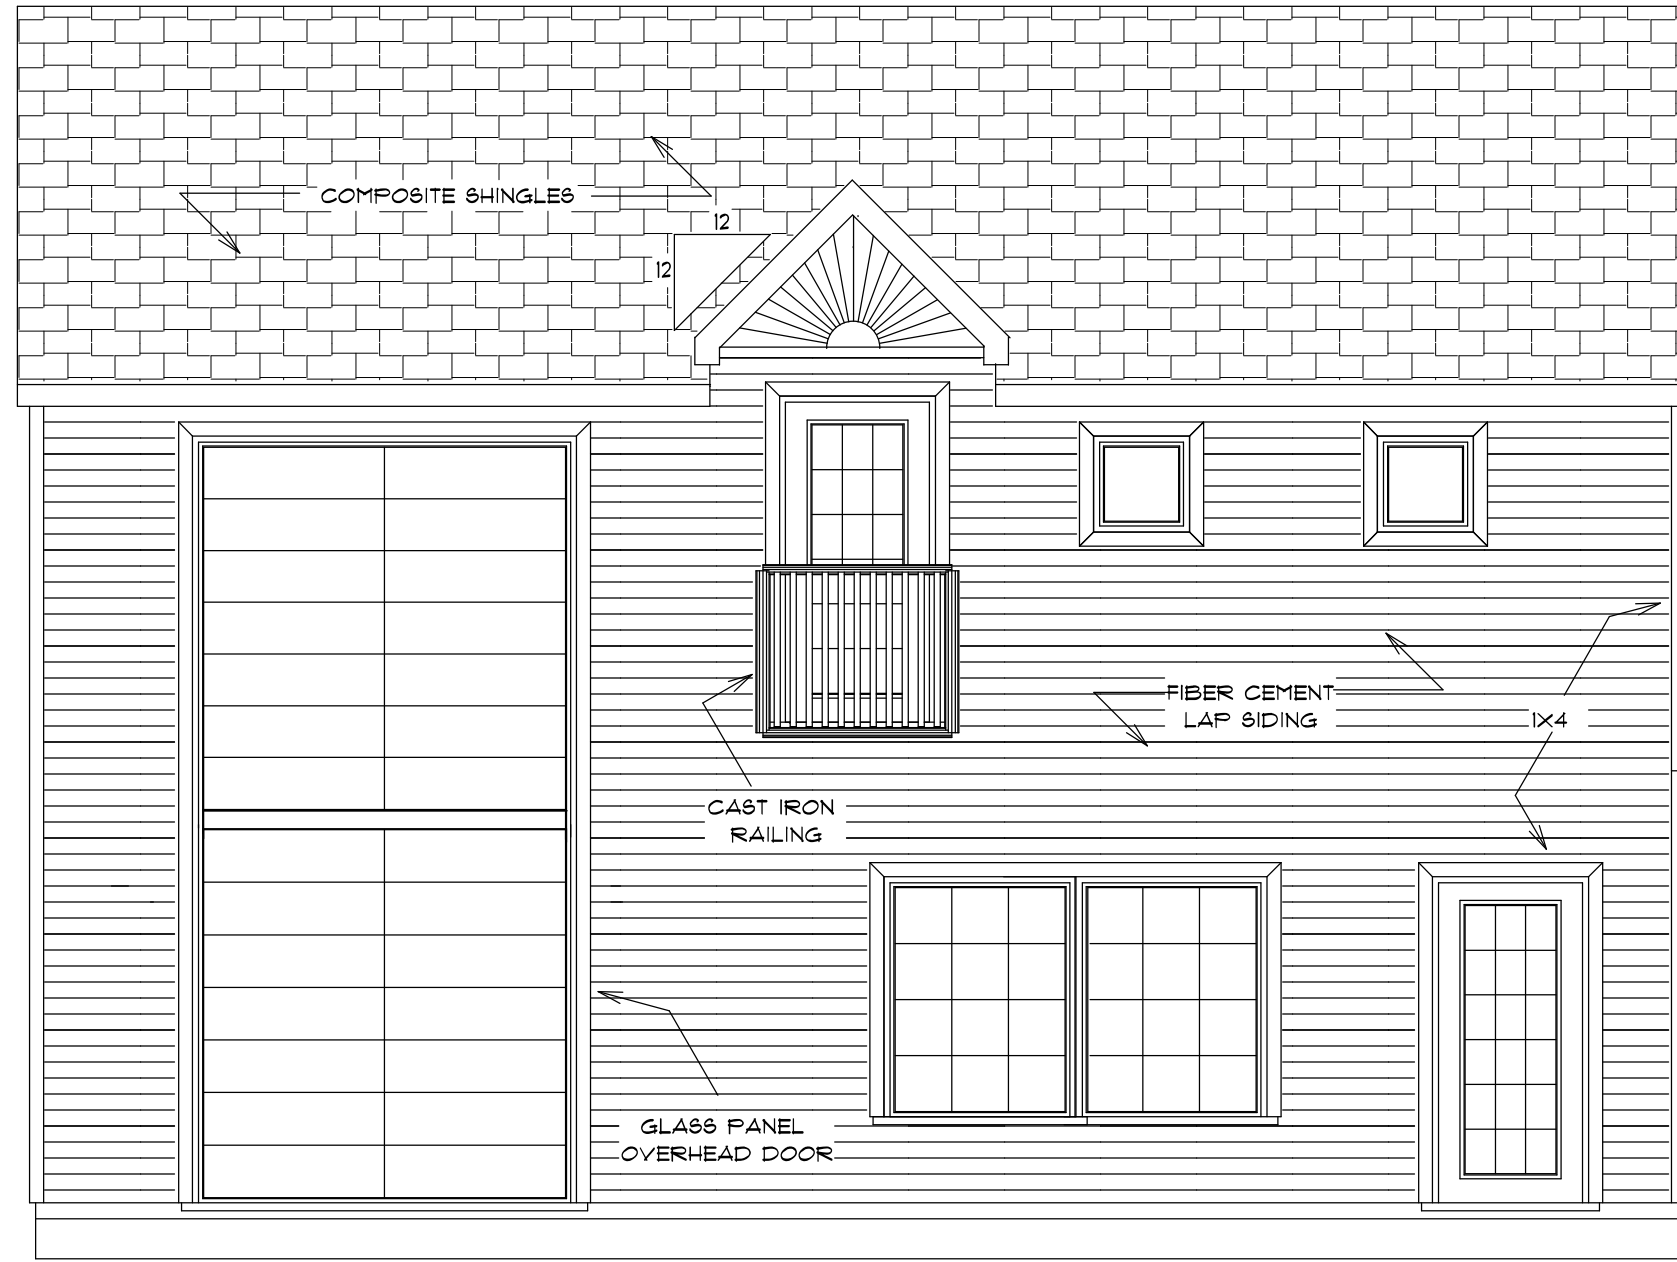 COMPOSITE SHINGLES
12
12
FIBER CEMENT
LAP SIDING
1X4
CAST IRON
RAILING
GLASS PANEL
OVERHEAD DOOR